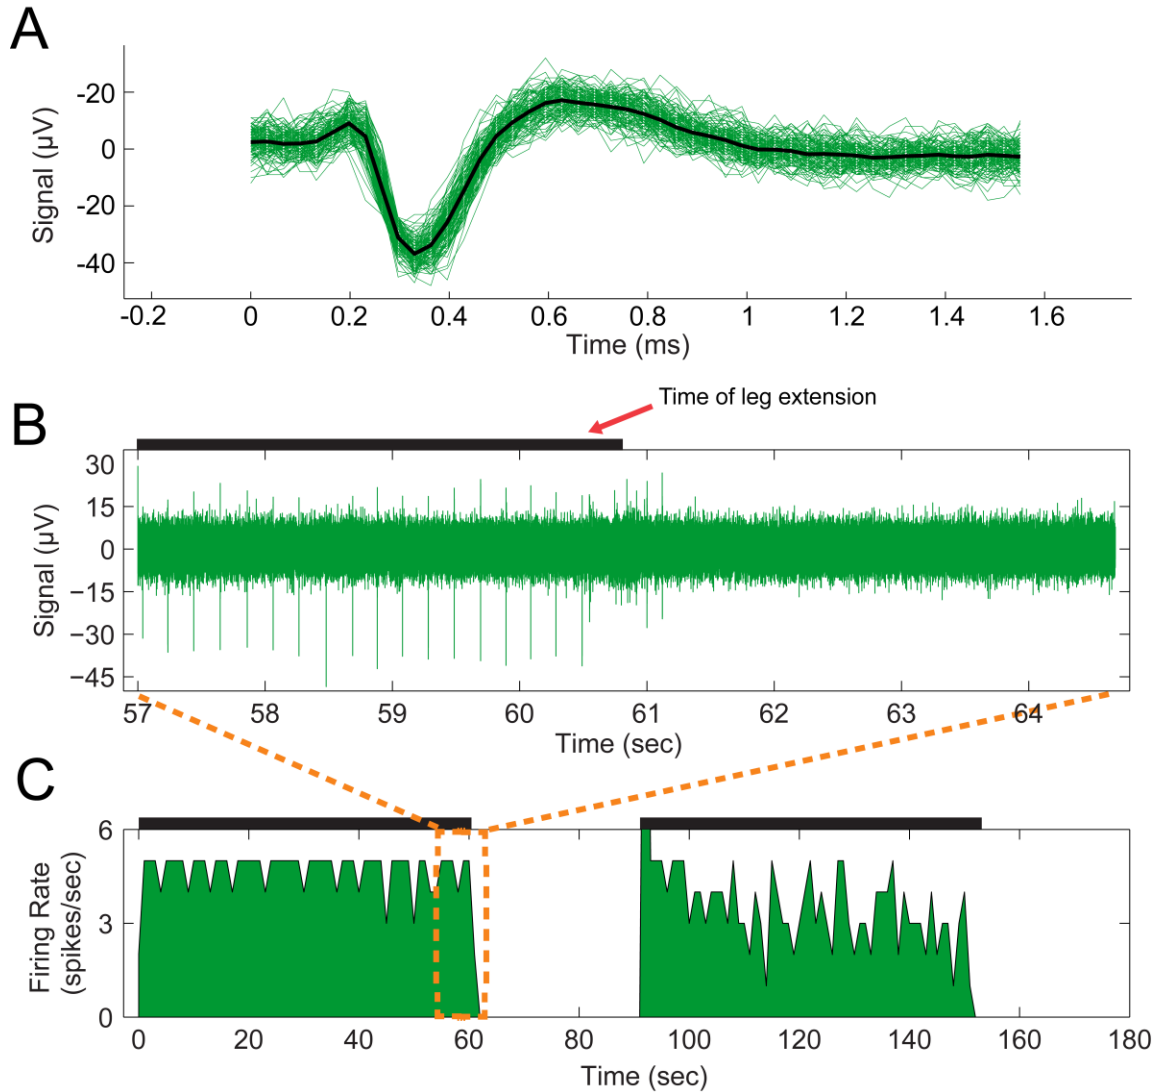 A
Signal (µV)
-20
0
-20
-40
-0.2 0 0.2 0.4 0.6 0.8 1 1.2 1.4 1.6
Time (ms)
Time of leg extension
B
Signal (µV)
30
15
0
−15
−30
−45
57 58 59 60 61 62 63 64
Time (sec)
C
Firing Rate
(spikes/sec)
6
3
0
0 20 40 60 80 100 120 140 160 180
Time (sec)